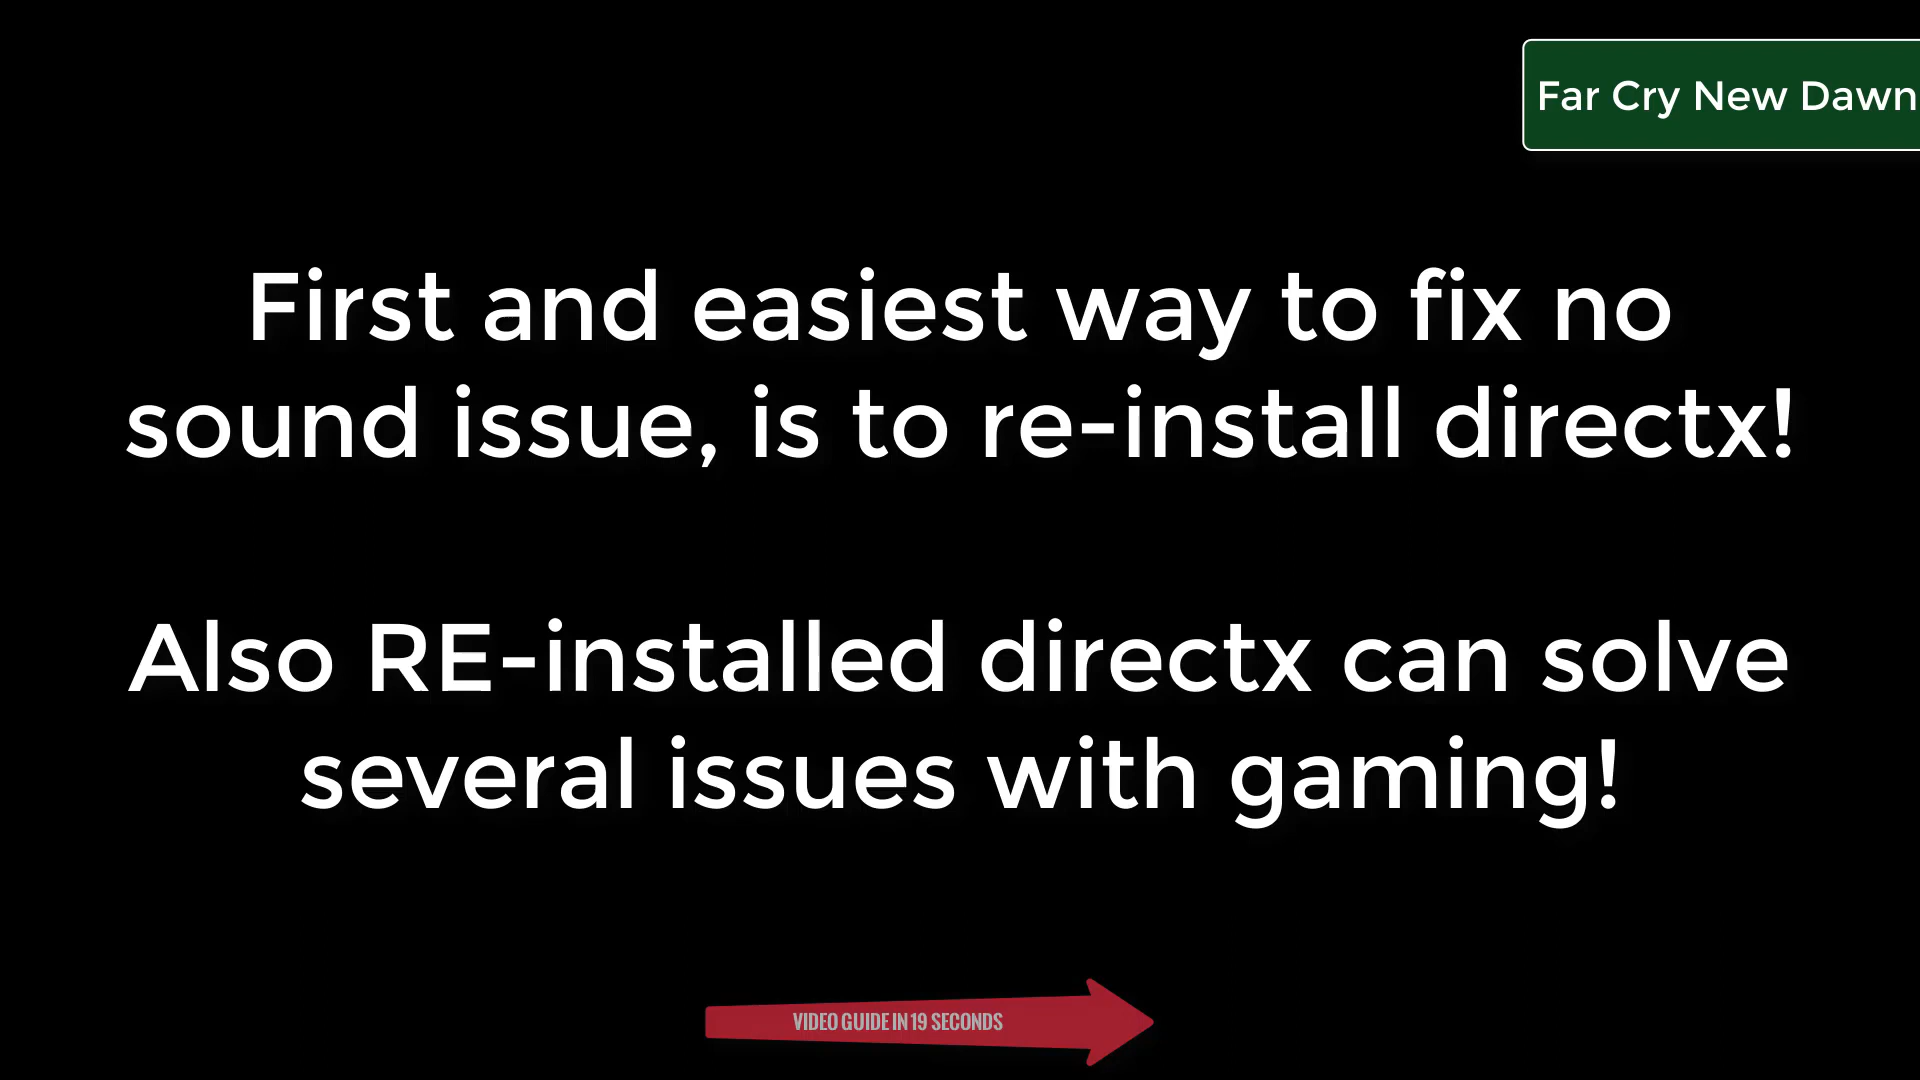 Far Cry New Dawn
First and easiest way to fix no
sound issue, is to re-install directx!
Also RE-installed directx can solve
several issues with gaming!
VIDEO GUIDE IN 19 SECONDS